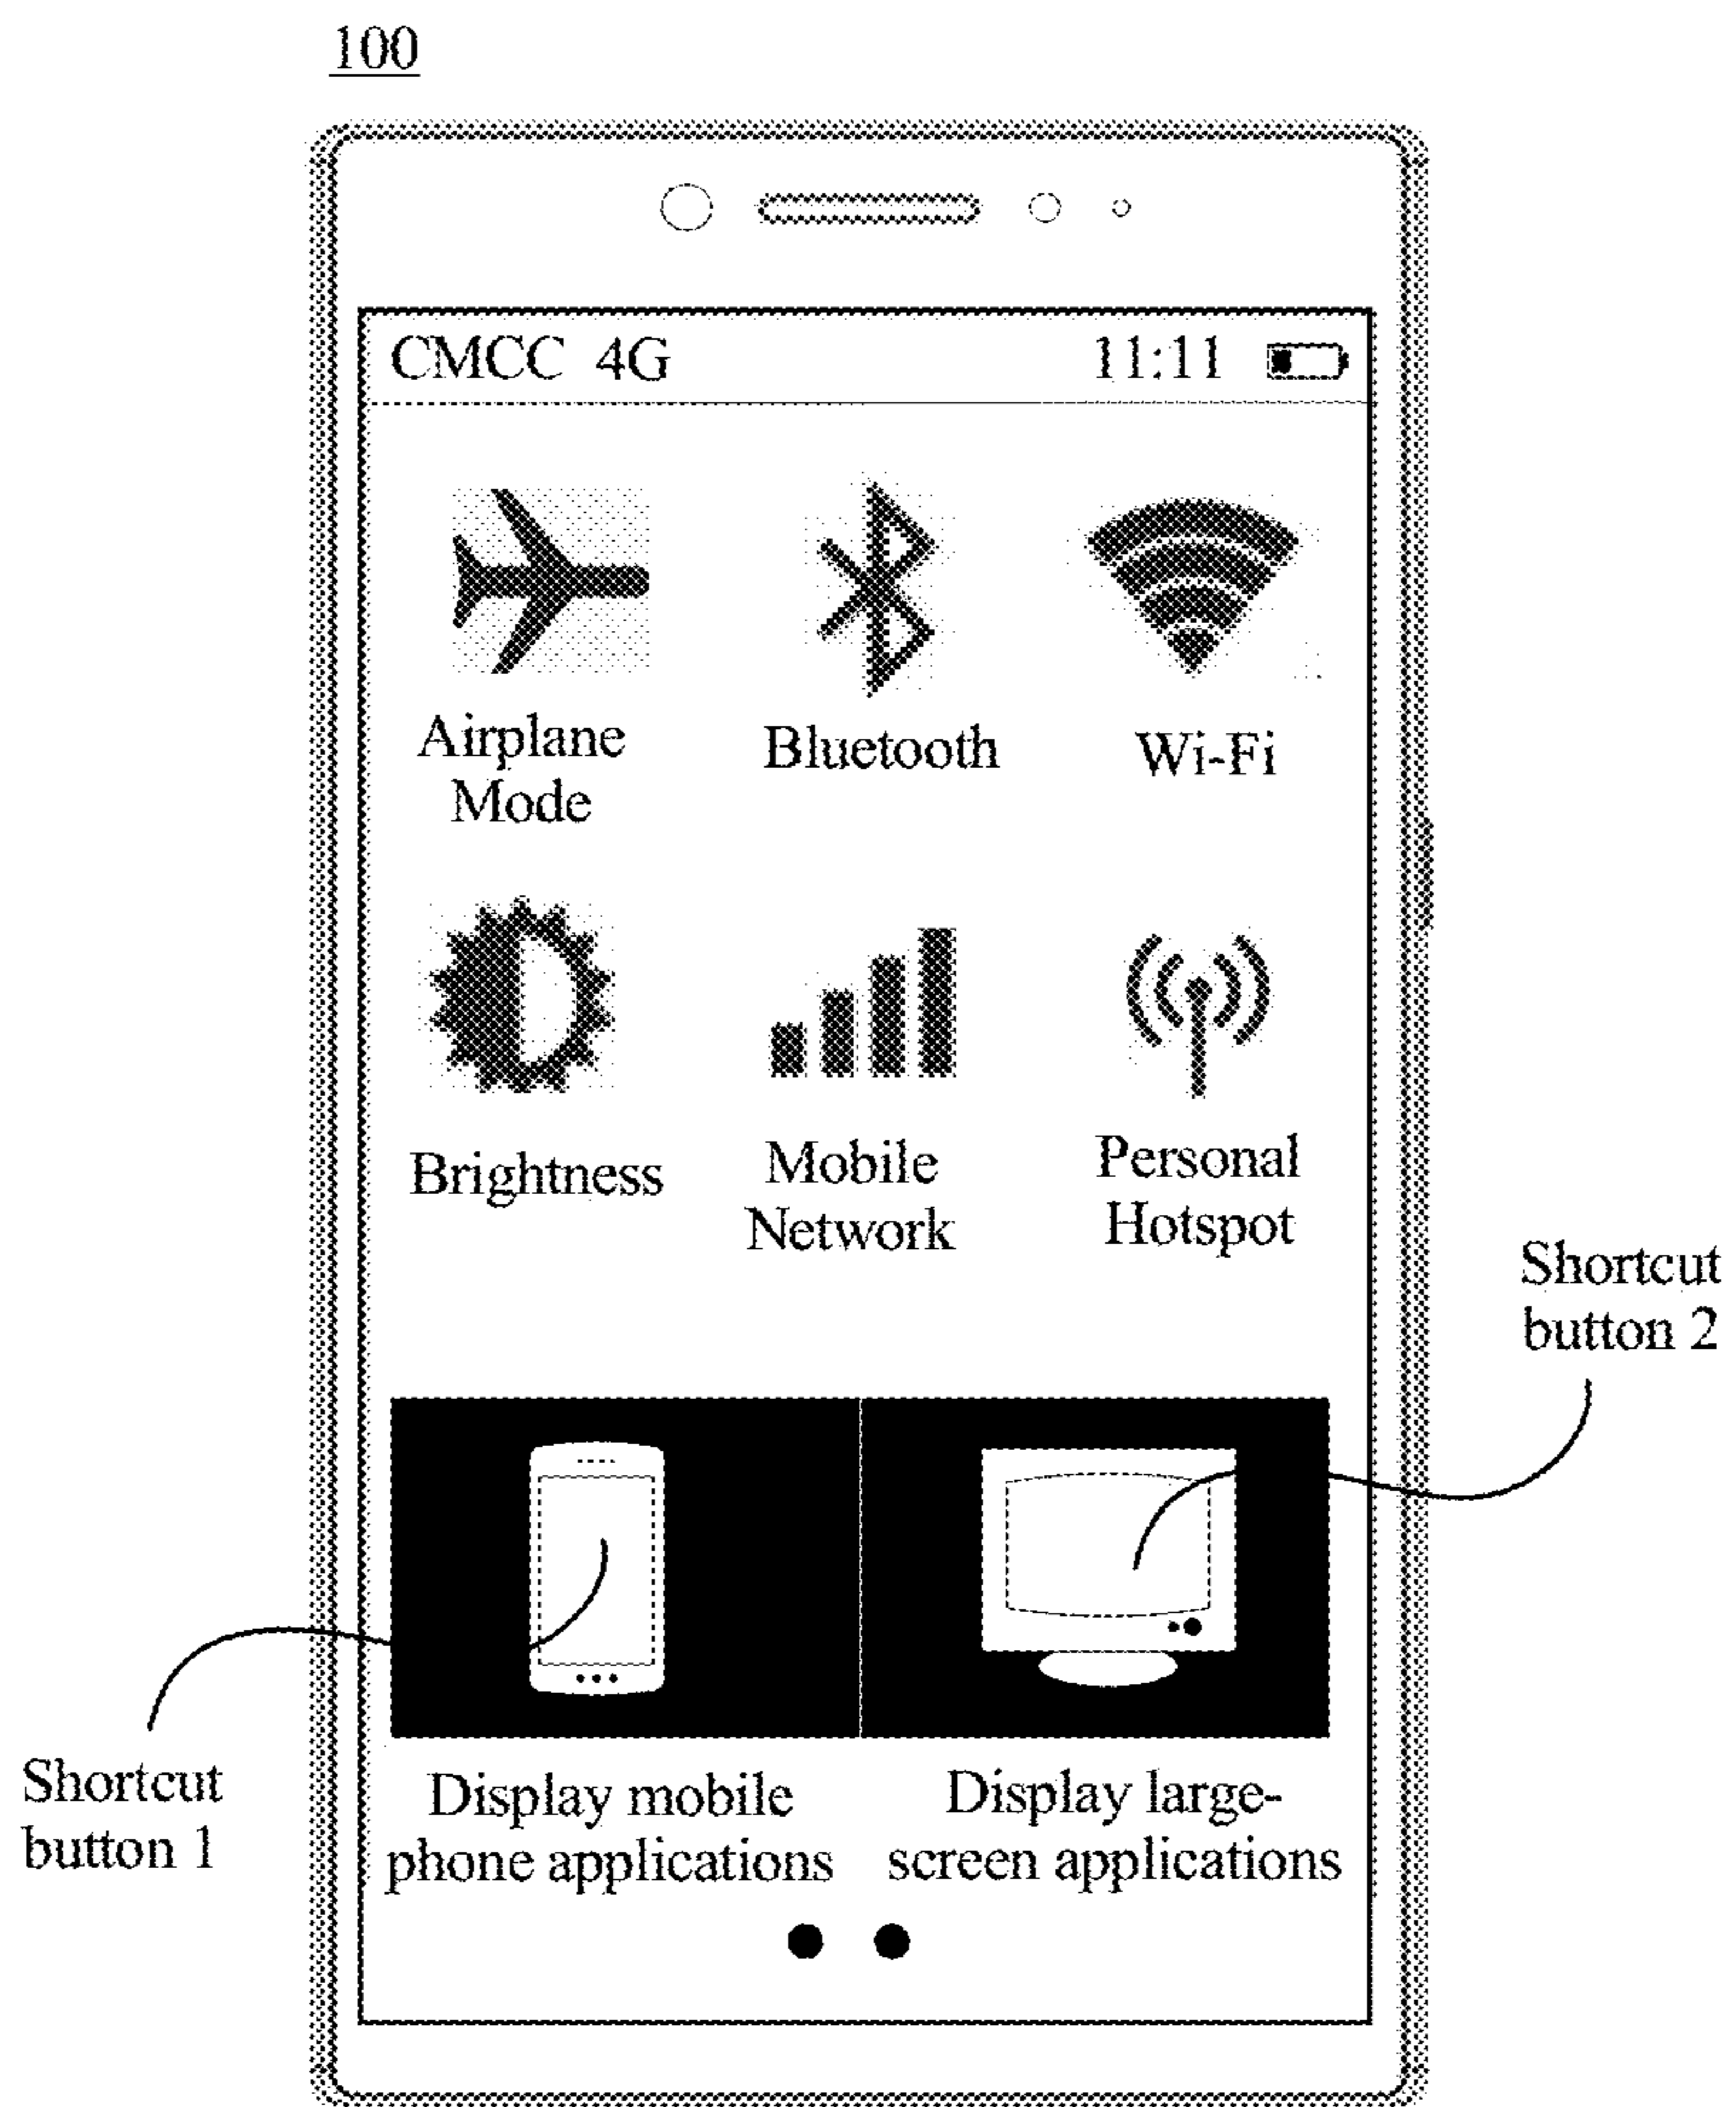 100
CMCC 4G 11:11
Airplane
Mode
Bluetooth
Wi-Fi
Brightness
Mobile
Network
Personal
Hotspot
Shortcut
button 2
Shortcut
button 1
Display mobile
phone applications
Display large-
screen applications